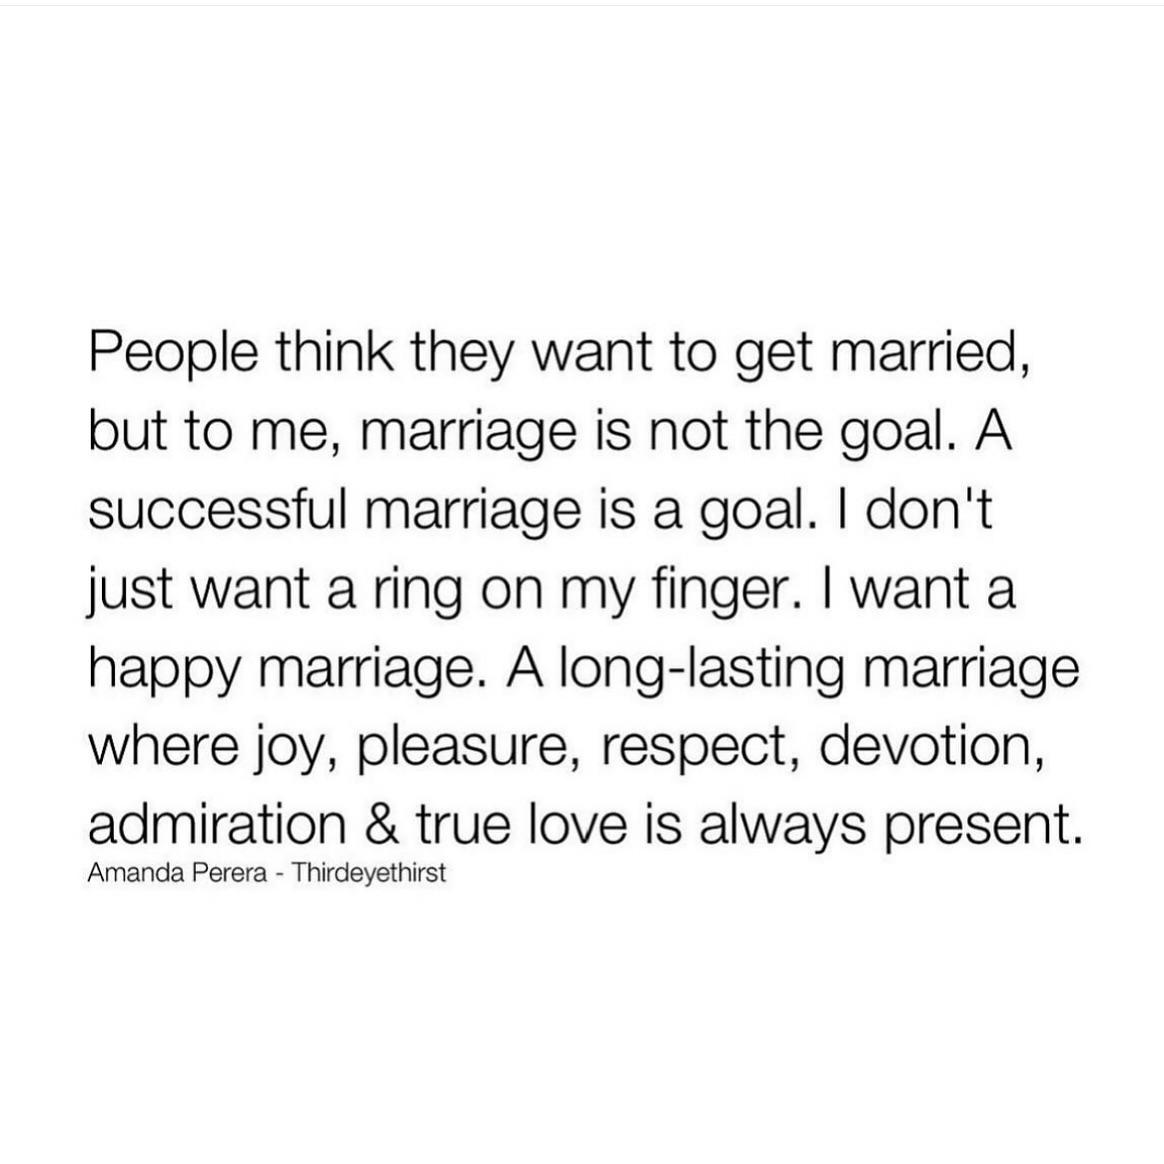 People think they want to get married,
but to me, marriage is not the goal. A
successful marriage is a goal. I don't
just want a ring on my finger. I want a
happy marriage. A long-lasting marriage
where joy, pleasure, respect, devotion,
admiration & true love is always present.
Amanda Perera - Thirdeyethirst